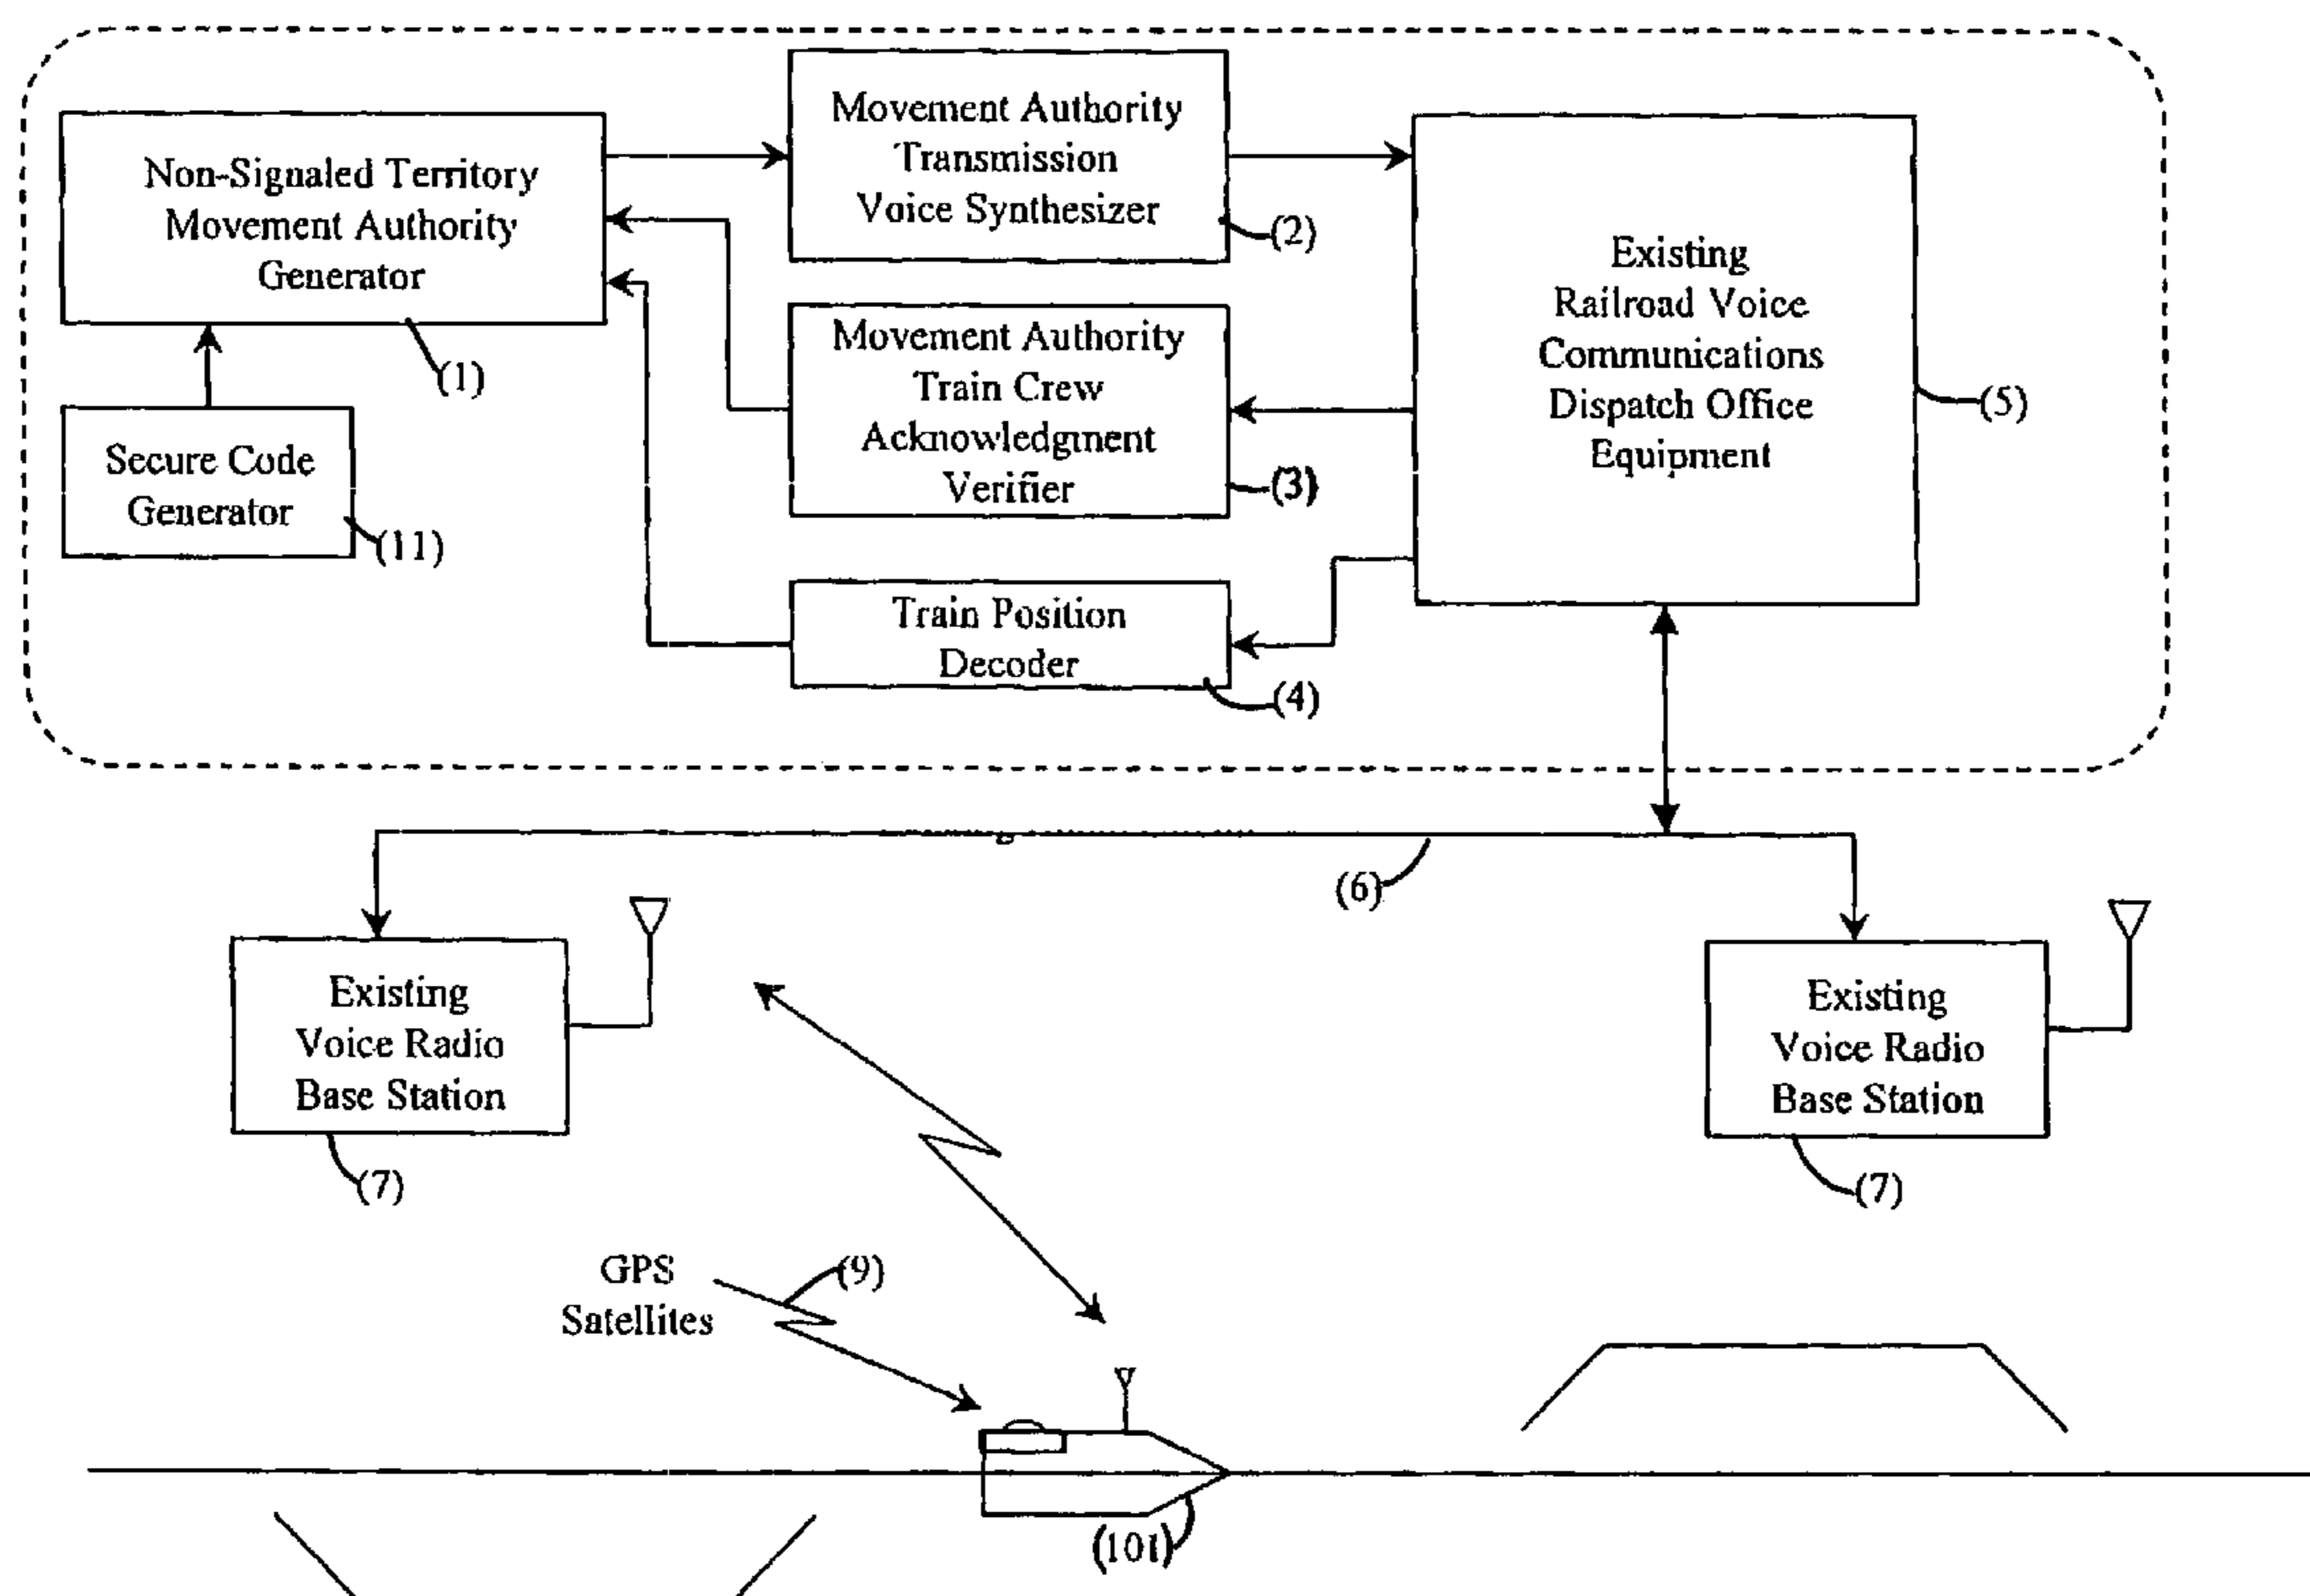 Non-Signaled Territory
Movement Authority
Generator
(1)
Secure Code
Generator
(11)
Movement Authority
Transmission
Voice Synthesizer
(2)
Movement Authority
Train Crew
Acknowledgment
Verifier
(3)
Train Position
Decoder
(4)
Existing
Railroad Voice
Communications
Dispatch Office
Equipment
(5)
(6)
Existing
Voice Radio
Base Station
(7)
Existing
Voice Radio
Base Station
(7)
GPS
Satellites
(9)
(101)